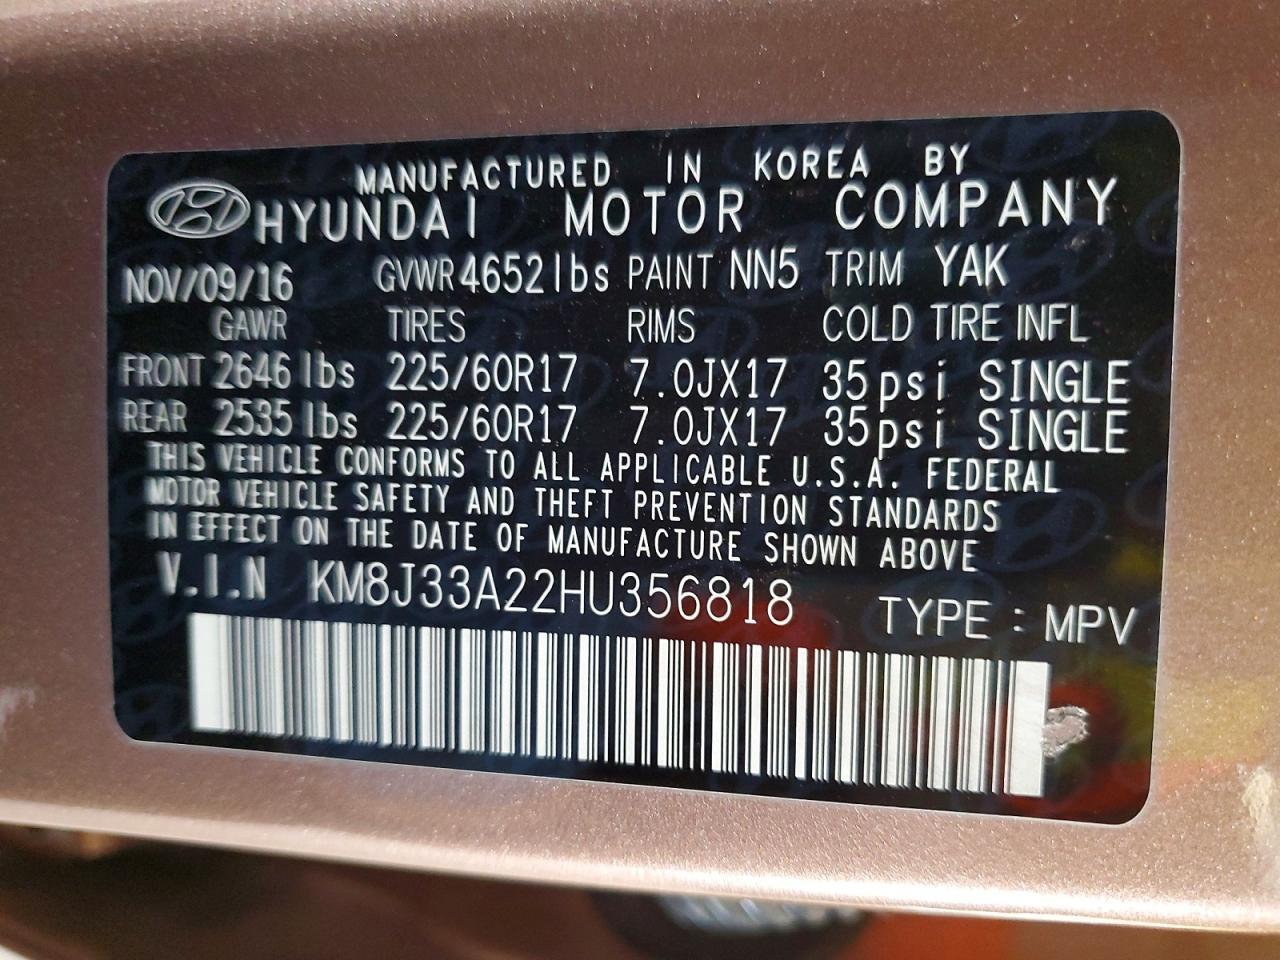 MANUFACTURED IN KOREA BY
HYUNDAI MOTOR COMPANY
NOV/09/16 GVWR 4652lbs PAINT NN5 TRIM YAK
GAWR TIRES RIMS COLD TIRE INFL
FRONT 2646 lbs 225/60R17 7.0JX17 35psi SINGLE
REAR 2535 lbs 225/60R17 7.0JX17 35psi SINGLE
THIS VEHICLE CONFORMS TO ALL APPLICABLE U.S.A. FEDERAL
MOTOR VEHICLE SAFETY AND THEFT PREVENTION STANDARDS
IN EFFECT ON THE DATE OF MANUFACTURE SHOWN ABOVE
V.I.N KM8J33A22HU356818 TYPE : MPV